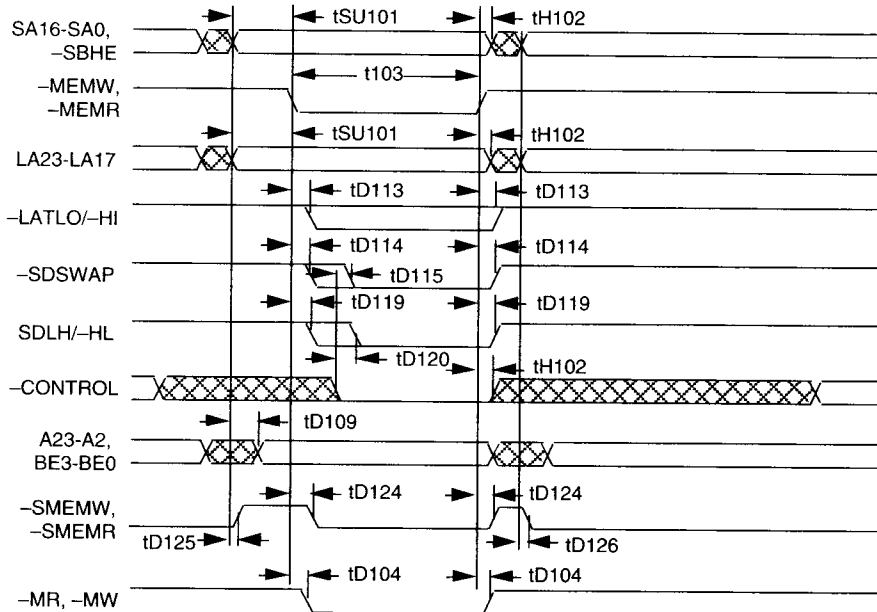 SA16-SA0,
–SBHE
tSU101
tH102
t103
–MEMW,
–MEMR
tSU101
tH102
LA23-LA17
tD113
tD113
–LATLO/–HI
tD114
tD114
–SDSWAP
tD115
tD119
tD119
SDLH/–HL
tD120
tH102
–CONTROL
tD109
A23-A2,
BE3-BE0
tD124
tD124
–SMEMW,
–SMEMR
tD125
tD126
tD104
tD104
–MR, –MW